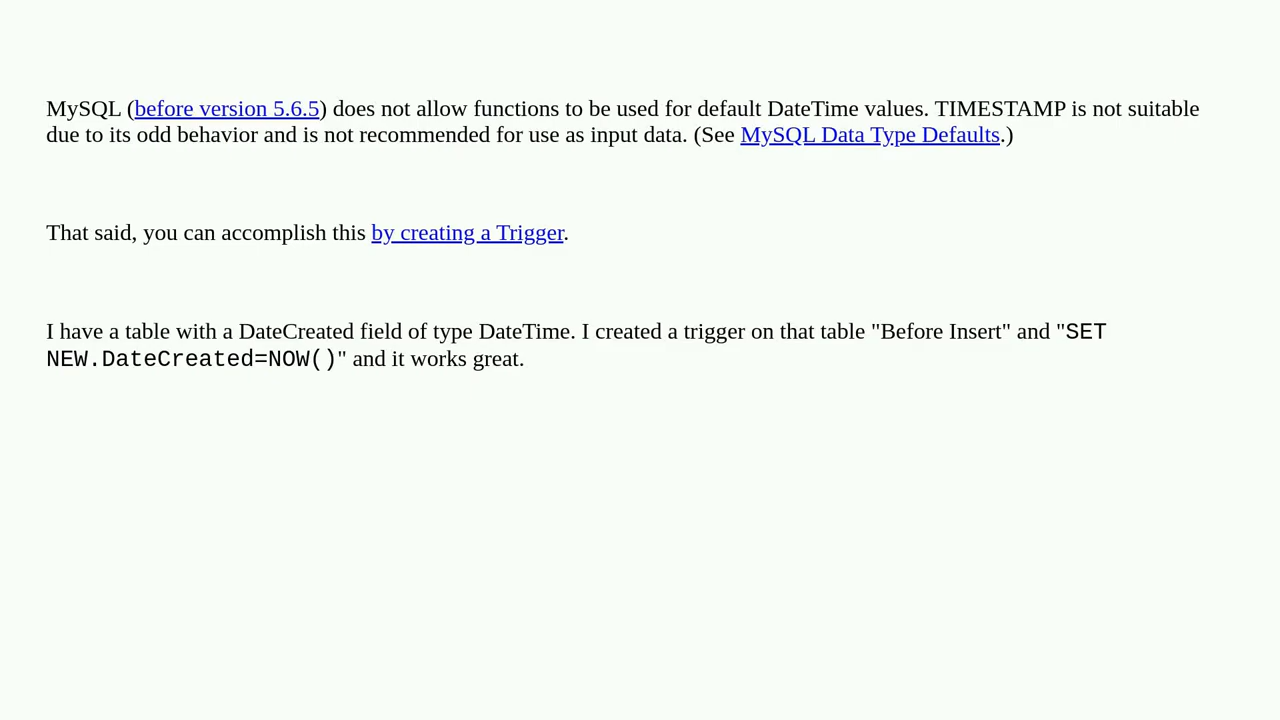 MySQL (before version 5.6.5) does not allow functions to be used for default DateTime values. TIMESTAMP is not suitable
due to its odd behavior and is not recommended for use as input data. (See MySQL Data Type Defaults.)
That said, you can accomplish this by creating a Trigger.
I have a table with a DateCreated field of type DateTime. I created a trigger on that table "Before Insert" and "SET
NEW.DateCreated=NOW()" and it works great.